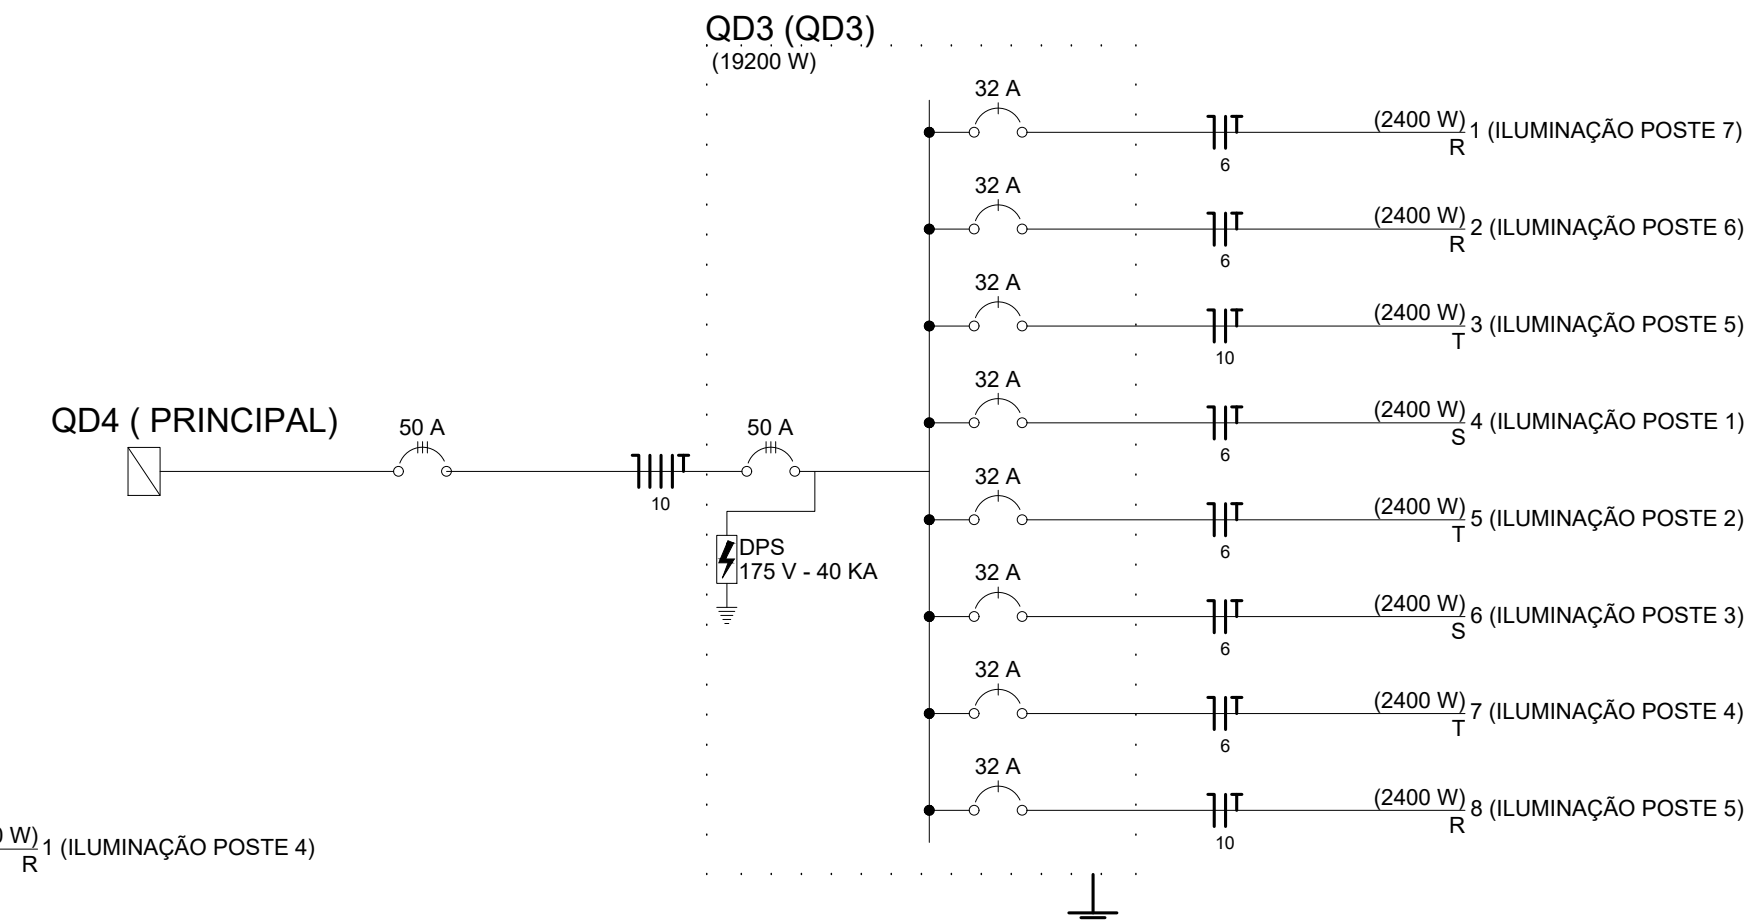 QD3 (QD3)
(19200 W)
32 A
(2400 W) 1 (ILUMINAÇÃO POSTE 7)
R
6
32 A
(2400 W) 2 (ILUMINAÇÃO POSTE 6)
R
6
32 A
(2400 W) 3 (ILUMINAÇÃO POSTE 5)
T
10
32 A
(2400 W) 4 (ILUMINAÇÃO POSTE 1)
S
6
QD4 ( PRINCIPAL)
50 A
10
50 A
DPS
175 V - 40 KA
32 A
(2400 W) 5 (ILUMINAÇÃO POSTE 2)
T
6
32 A
(2400 W) 6 (ILUMINAÇÃO POSTE 3)
S
6
32 A
(2400 W) 7 (ILUMINAÇÃO POSTE 4)
T
6
32 A
(2400 W) 8 (ILUMINAÇÃO POSTE 5)
R
10
W) 1 (ILUMINAÇÃO POSTE 4)
R